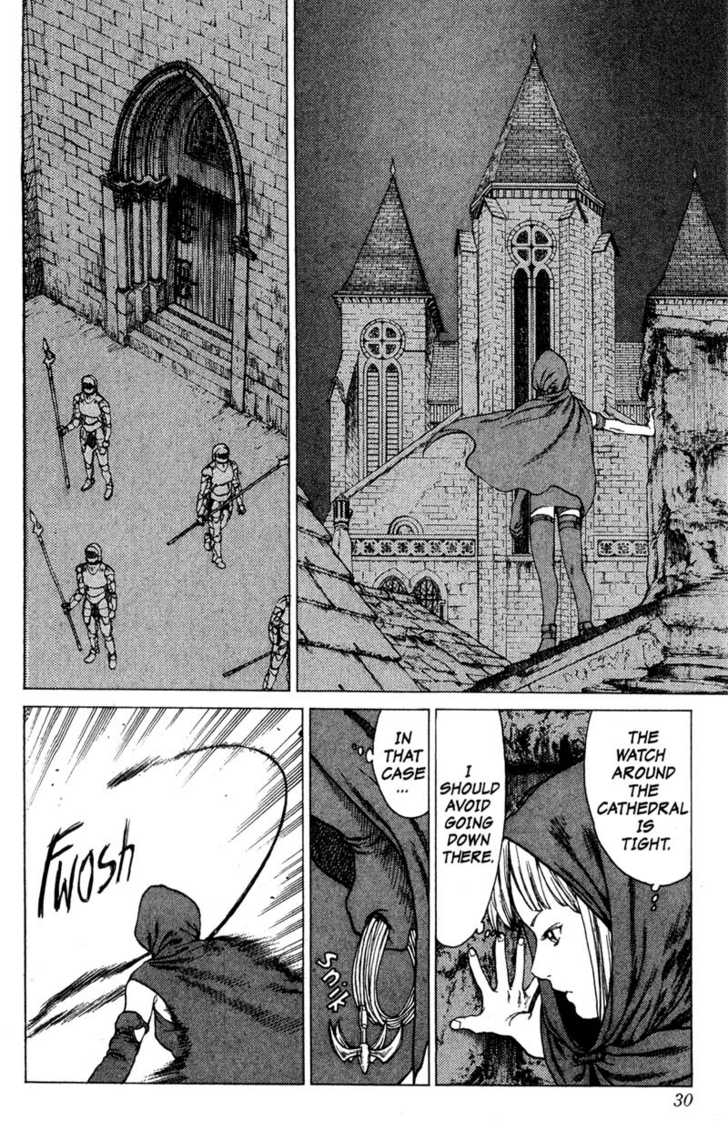 THE
WATCH
AROUND
THE
CATHEDRAL
IS
TIGHT.
I
SHOULD
AVOID
GOING
DOWN
THERE.
IN
THAT
CASE
...
Snik
FWOSH
30